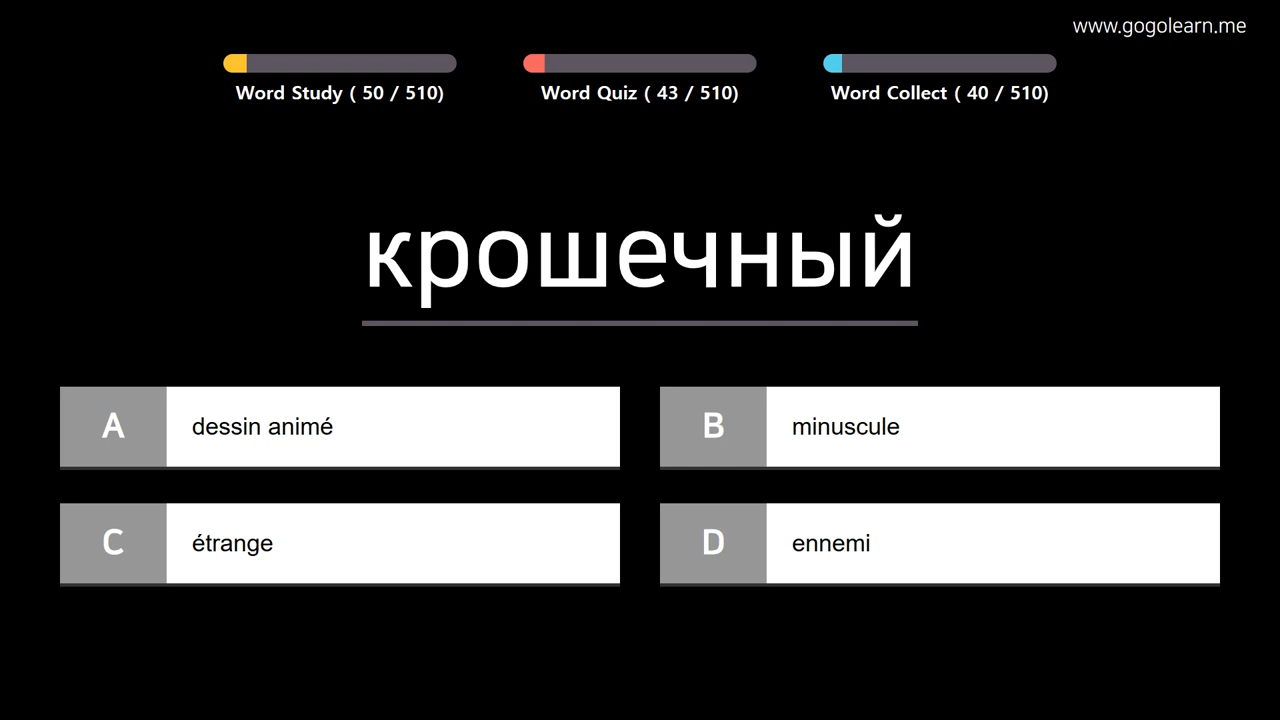 www.gogolearn.me
Word Study ( 50 / 510)
Word Quiz ( 43 / 510)
Word Collect ( 40 / 510)
крошечный
A dessin animé
B minuscule
C étrange
D ennemi